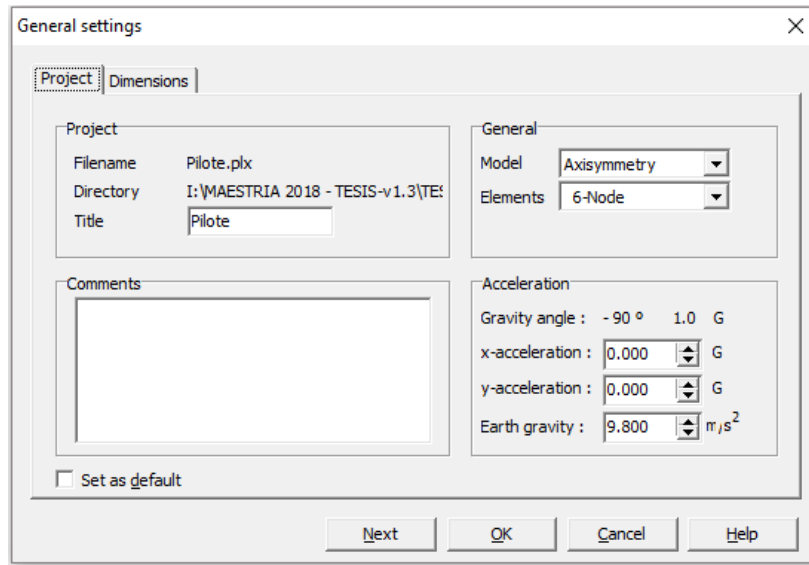 General settings
Project
Dimensions
Project
Filename Pilote.plx
Directory I:\MAESTRIA 2018 - TESIS-v1.3\TES
Title Pilote
General
Model Axisymmetry
Elements 6-Node
Comments
Acceleration
Gravity angle : - 90 º 1.0 G
x-acceleration : 0.000 G
y-acceleration : 0.000 G
Earth gravity : 9.800 m/s²
Set as default
Next
OK
Cancel
Help